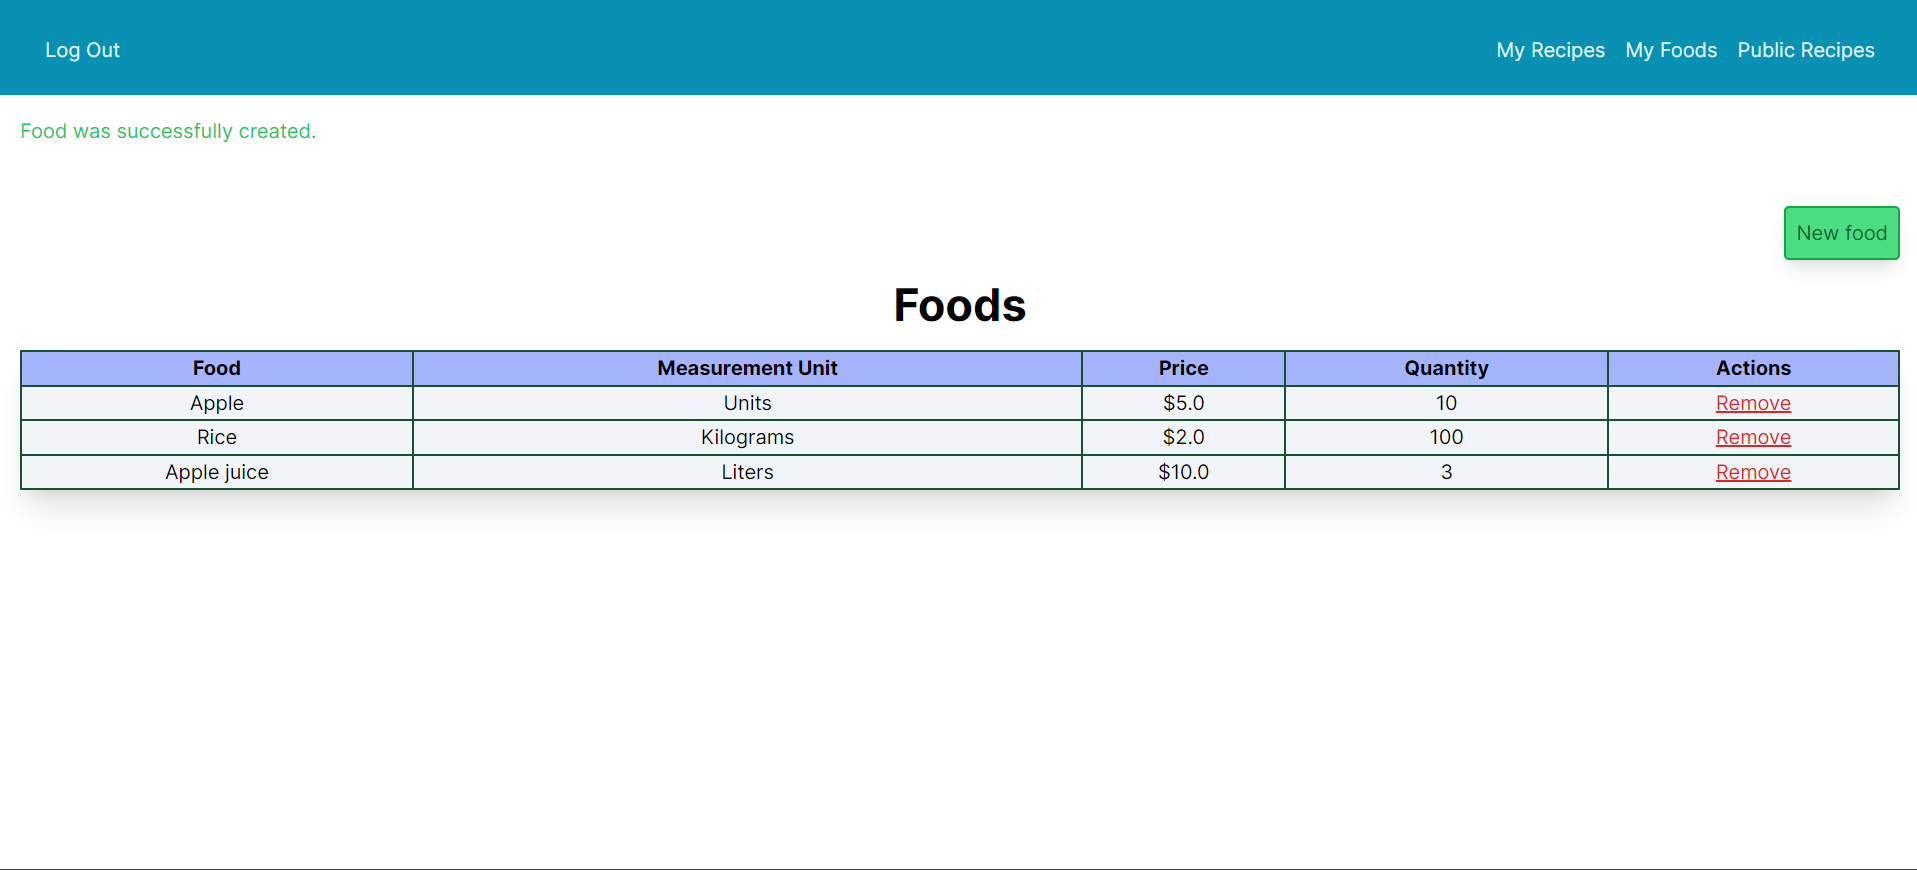 Log Out My Recipes My Foods Public Recipes
Food was successfully created.
New food
Foods
Food Measurement Unit Price Quantity Actions
Apple Units $5.0 10 Remove
Rice Kilograms $2.0 100 Remove
Apple juice Liters $10.0 3 Remove